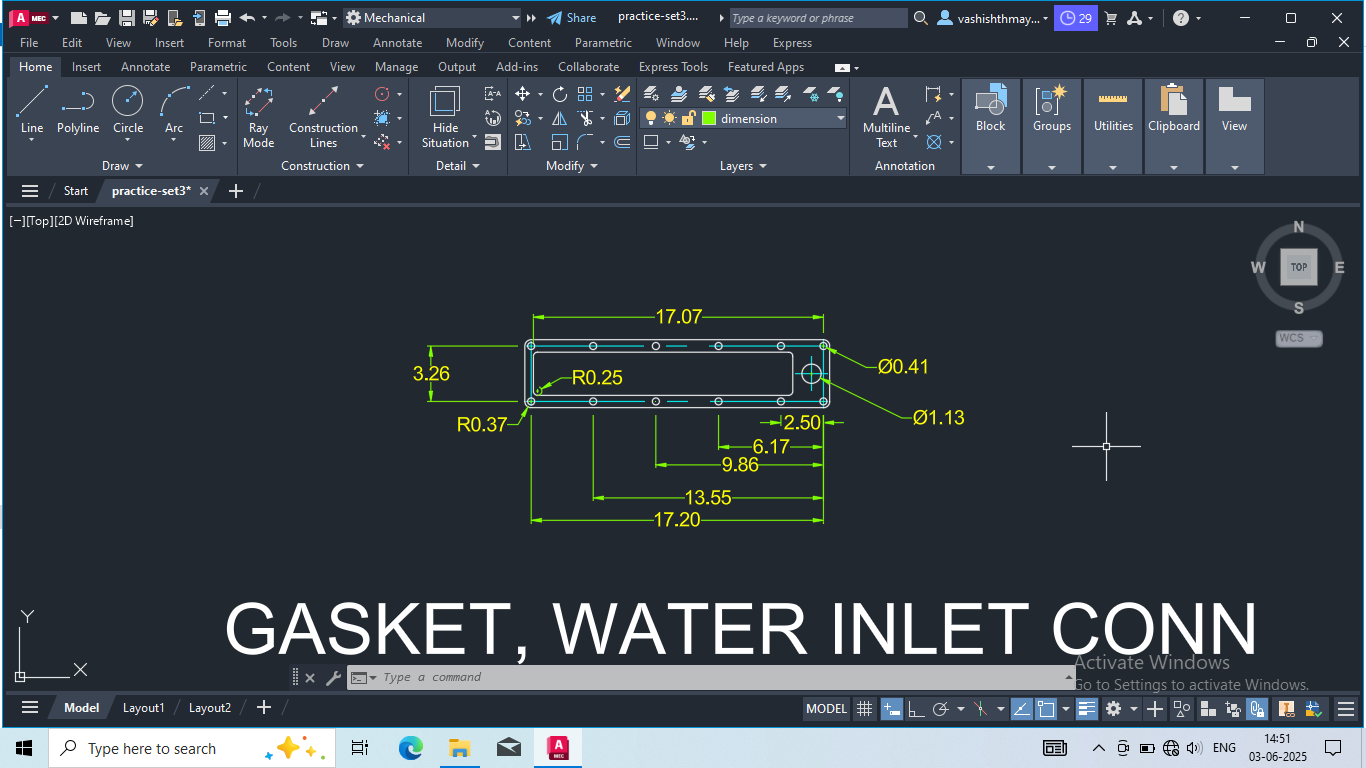 A MEC Mechanical Share practice-set3.... Type a keyword or phrase vashishthmay... 29
File Edit View Insert Format Tools Draw Annotate Modify Content Parametric Window Help Express
Home Insert Annotate Parametric Content View Manage Output Add-ins Collaborate Express Tools Featured Apps
Line Polyline Circle Arc Ray Mode Construction Lines Hide Situation dimension Multiline Text Block Groups Utilities Clipboard View
Draw Construction Detail Modify Layers Annotation
Start practice-set3*
[−][Top][2D Wireframe]
N
W TOP E
S
WCS
17.07
3.26
R0.25
Ø0.41
R0.37
Ø1.13
2.50
6.17
9.86
13.55
17.20
GASKET, WATER INLET CONN
Y
X
Type a command
Activate Windows
Go to Settings to activate Windows.
Model Layout1 Layout2 MODEL
Type here to search
A MEC
ENG
14:51
03-06-2025